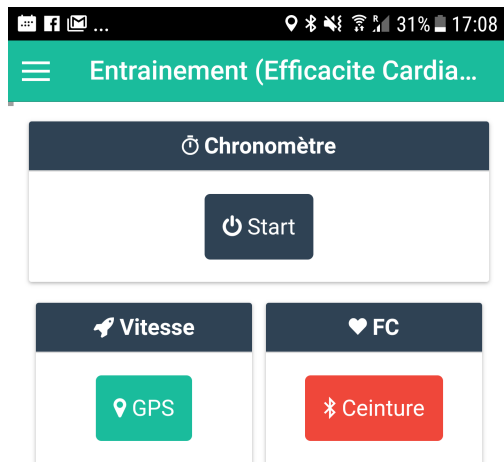 ... 31% 17:08
Entrainement (Efficacite Cardia...
Chronomètre
Start
Vitesse
FC
GPS
Ceinture